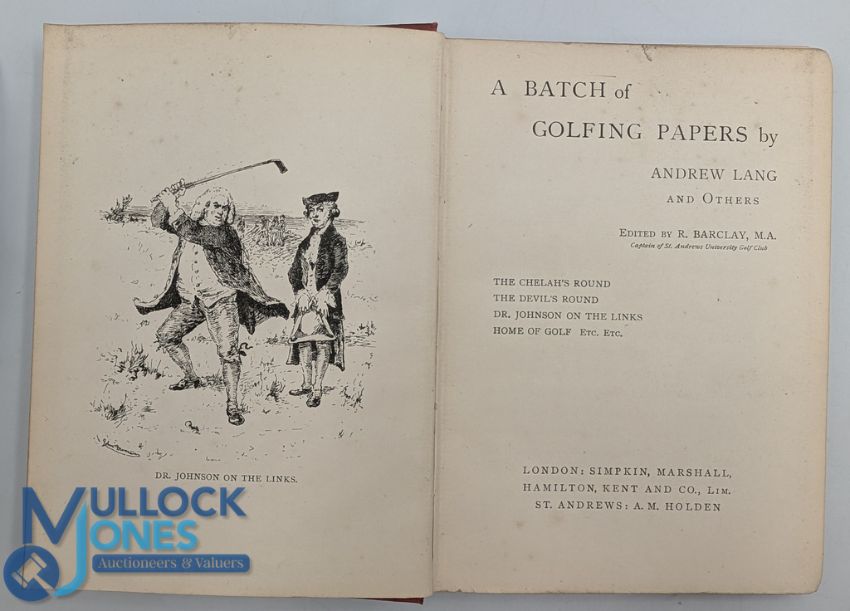 DR. JOHNSON ON THE LINKS.
A BATCH of
GOLFING PAPERS by
ANDREW LANG
AND OTHERS
EDITED BY R. BARCLAY, M.A.
Captain of St. Andrews University Golf Club
THE CHELAH'S ROUND
THE DEVIL'S ROUND
DR. JOHNSON ON THE LINKS
HOME OF GOLF ETC. ETC.
LONDON: SIMPKIN, MARSHALL,
HAMILTON, KENT AND CO., LIM.
ST. ANDREWS: A. M. HOLDEN
MULLOCK
JONES
Auctioneers & Valuers